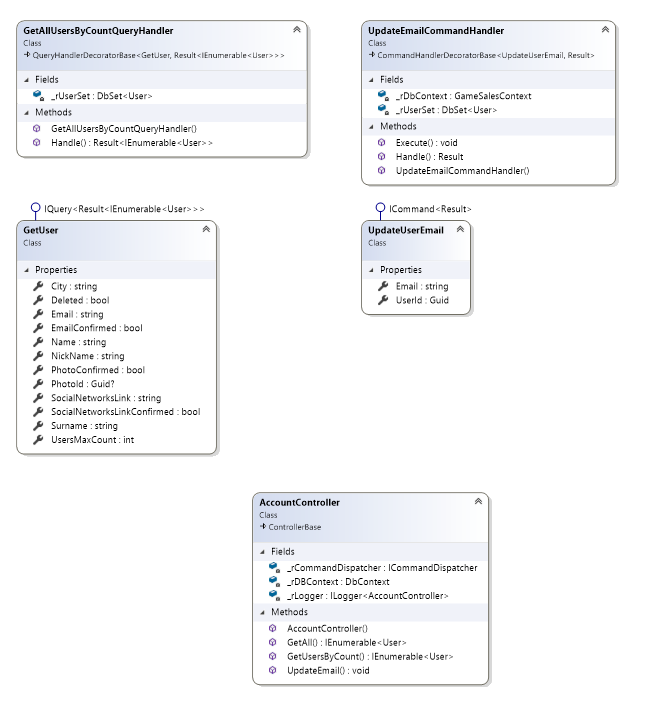 GetAllUsersByCountQueryHandler
Class
QueryHandlerDecoratorBase<GetUser, Result<IEnumerable<User>>>
Fields
_rUserSet : DbSet<User>
Methods
GetAllUsersByCountQueryHandler()
Handle() : Result<IEnumerable<User>>
UpdateEmailCommandHandler
Class
CommandHandlerDecoratorBase<UpdateUserEmail, Result>
Fields
_rDbContext : GameSalesContext
_rUserSet : DbSet<User>
Methods
Execute() : void
Handle() : Result
UpdateEmailCommandHandler()
IQuery<Result<IEnumerable<User>>>
GetUser
Class
Properties
City : string
Deleted : bool
Email : string
EmailConfirmed : bool
Name : string
NickName : string
PhotoConfirmed : bool
PhotoId : Guid?
SocialNetworksLink : string
SocialNetworksLinkConfirmed : bool
Surname : string
UsersMaxCount : int
ICommand<Result>
UpdateUserEmail
Class
Properties
Email : string
UserId : Guid
AccountController
Class
ControllerBase
Fields
_rCommandDispatcher : ICommandDispatcher
_rDBContext : DbContext
_rLogger : ILogger<AccountController>
Methods
AccountController()
GetAll() : IEnumerable<User>
GetUsersByCount() : IEnumerable<User>
UpdateEmail() : void